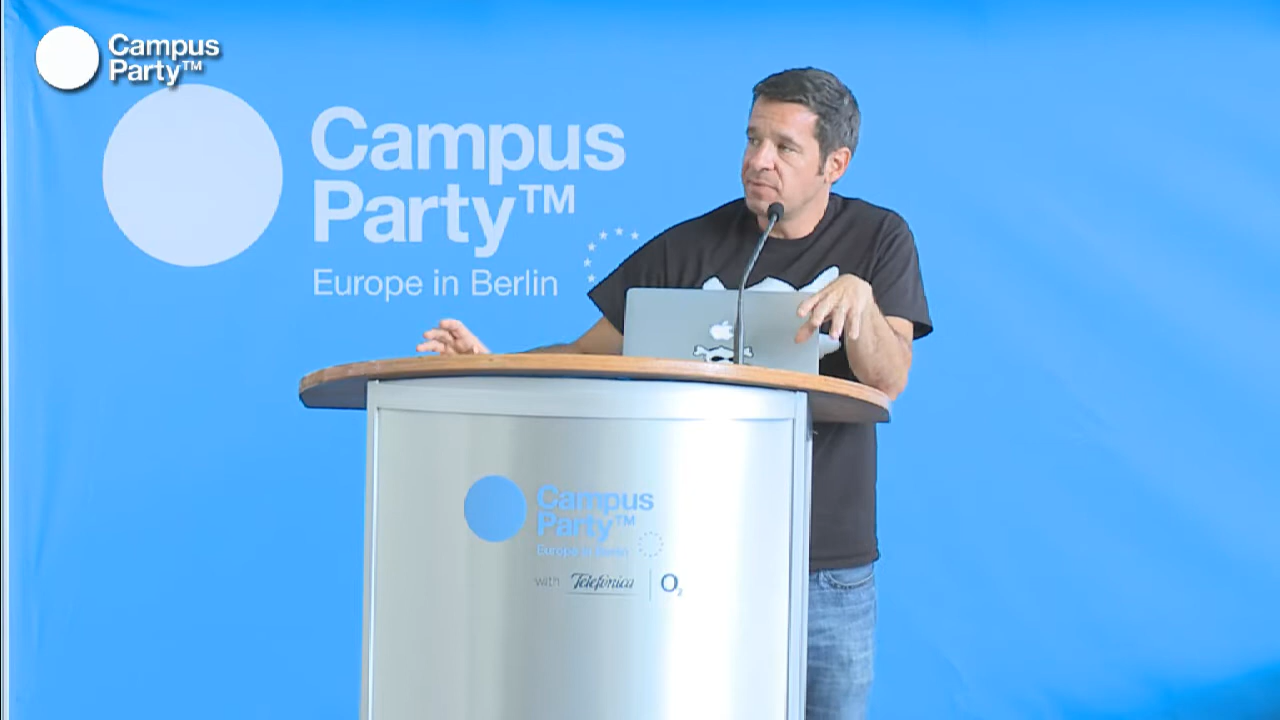 Campus
Party™
Campus
Party™
Europe in Berlin
Campus
Party™
Europe in Berlin
with Telefónica O₂